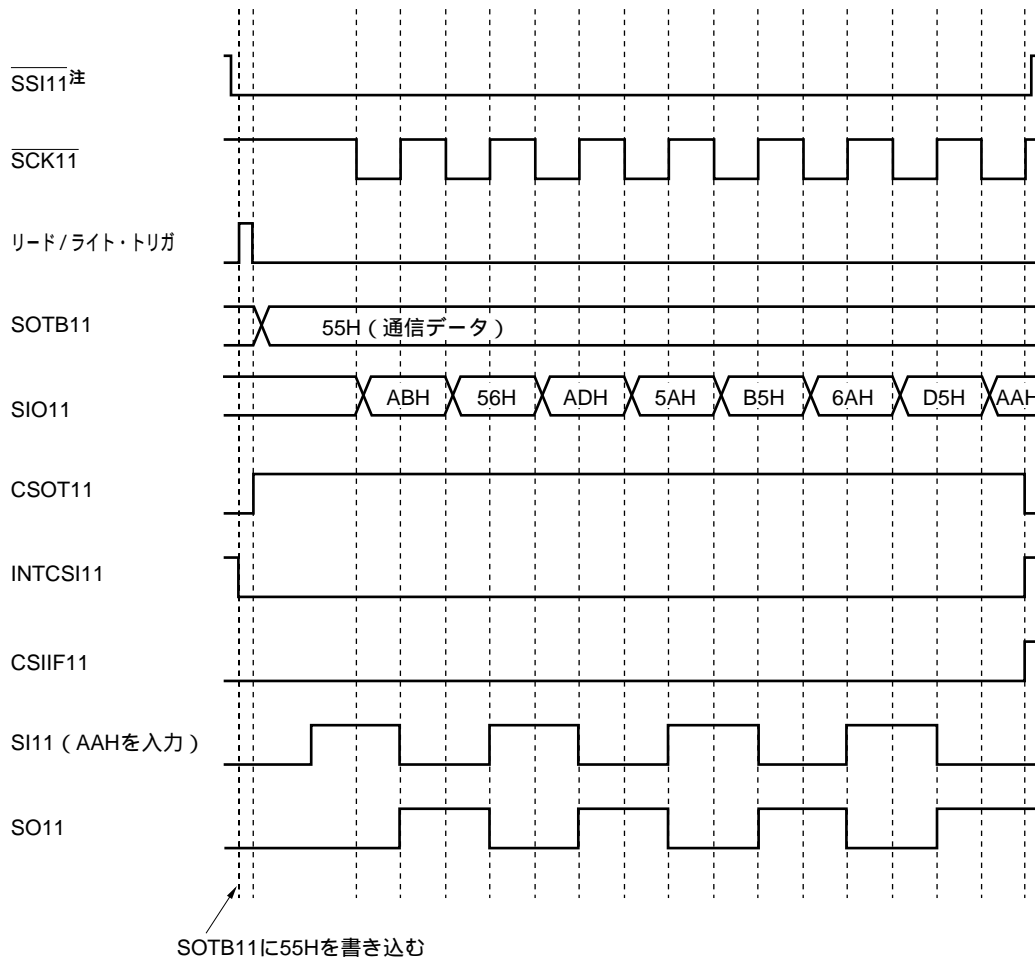 SSI11注
SCK11
リード/ライト・トリガ
SOTB11
55H（通信データ）
SIO11
ABH 56H ADH 5AH B5H 6AH D5H AAH
CSOT11
INTCSI11
CSIIF11
SI11（AAHを入力）
SO11
SOTB11に55Hを書き込む